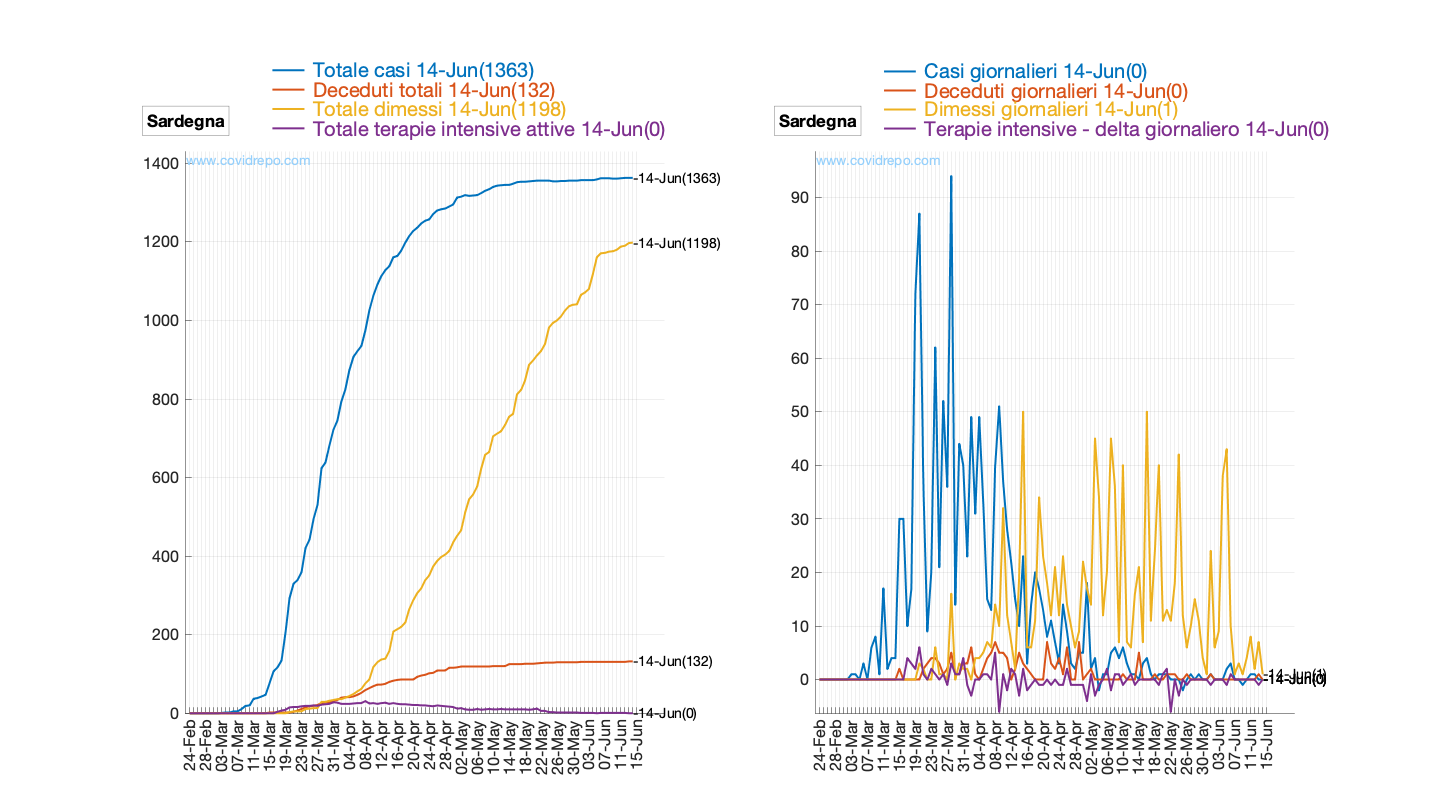 Totale casi 14-Jun(1363)
Deceduti totali 14-Jun(132)
Totale dimessi 14-Jun(1198)
Totale terapie intensive attive 14-Jun(0)
Sardegna
www.covidrepo.com
1400
1200
1000
800
600
400
200
0
-14-Jun(1363)
-14-Jun(1198)
-14-Jun(132)
-14-Jun(0)
24-Feb
28-Feb
03-Mar
07-Mar
11-Mar
15-Mar
19-Mar
23-Mar
27-Mar
31-Mar
04-Apr
08-Apr
12-Apr
16-Apr
20-Apr
24-Apr
28-Apr
02-May
06-May
10-May
14-May
18-May
22-May
26-May
30-May
03-Jun
07-Jun
11-Jun
15-Jun
Casi giornalieri 14-Jun(0)
Deceduti giornalieri 14-Jun(0)
Dimessi giornalieri 14-Jun(1)
Terapie intensive - delta giornaliero 14-Jun(0)
Sardegna
www.covidrepo.com
90
80
70
60
50
40
30
20
10
0
-14-Jun(1)
24-Feb
28-Feb
03-Mar
07-Mar
11-Mar
15-Mar
19-Mar
23-Mar
27-Mar
31-Mar
04-Apr
08-Apr
12-Apr
16-Apr
20-Apr
24-Apr
28-Apr
02-May
06-May
10-May
14-May
18-May
22-May
26-May
30-May
03-Jun
07-Jun
11-Jun
15-Jun